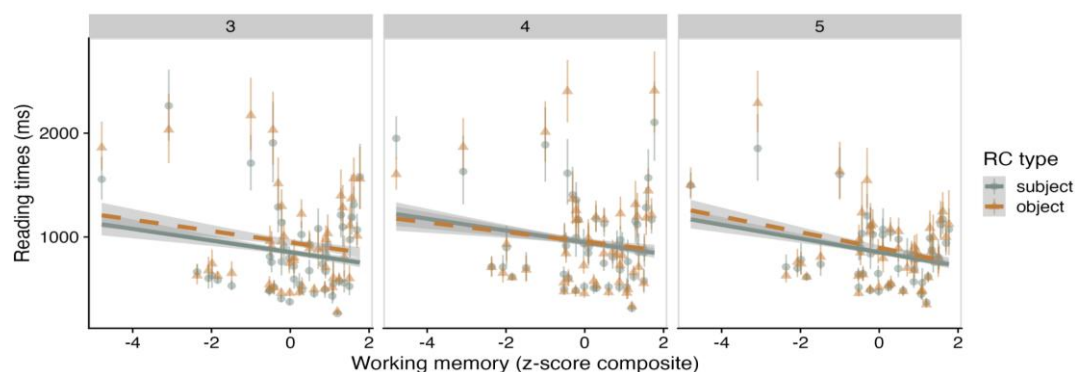 3 4 5
Reading times (ms)
2000
1000
-4 -2 0 2 -4 -2 0 2 -4 -2 0 2
Working memory (z-score composite)
RC type
subject
object